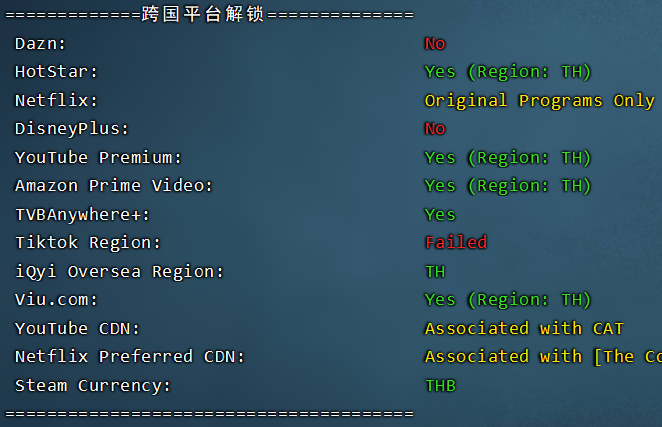 =============跨国平台解锁==============
Dazn: No
HotStar: Yes (Region: TH)
Netflix: Original Programs Only
DisneyPlus: No
YouTube Premium: Yes (Region: TH)
Amazon Prime Video: Yes (Region: TH)
TVBAnywhere+: Yes
Tiktok Region: Failed
iQyi Oversea Region: TH
Viu.com: Yes (Region: TH)
YouTube CDN: Associated with CAT
Netflix Preferred CDN: Associated with [The
Steam Currency: THB
=======================================